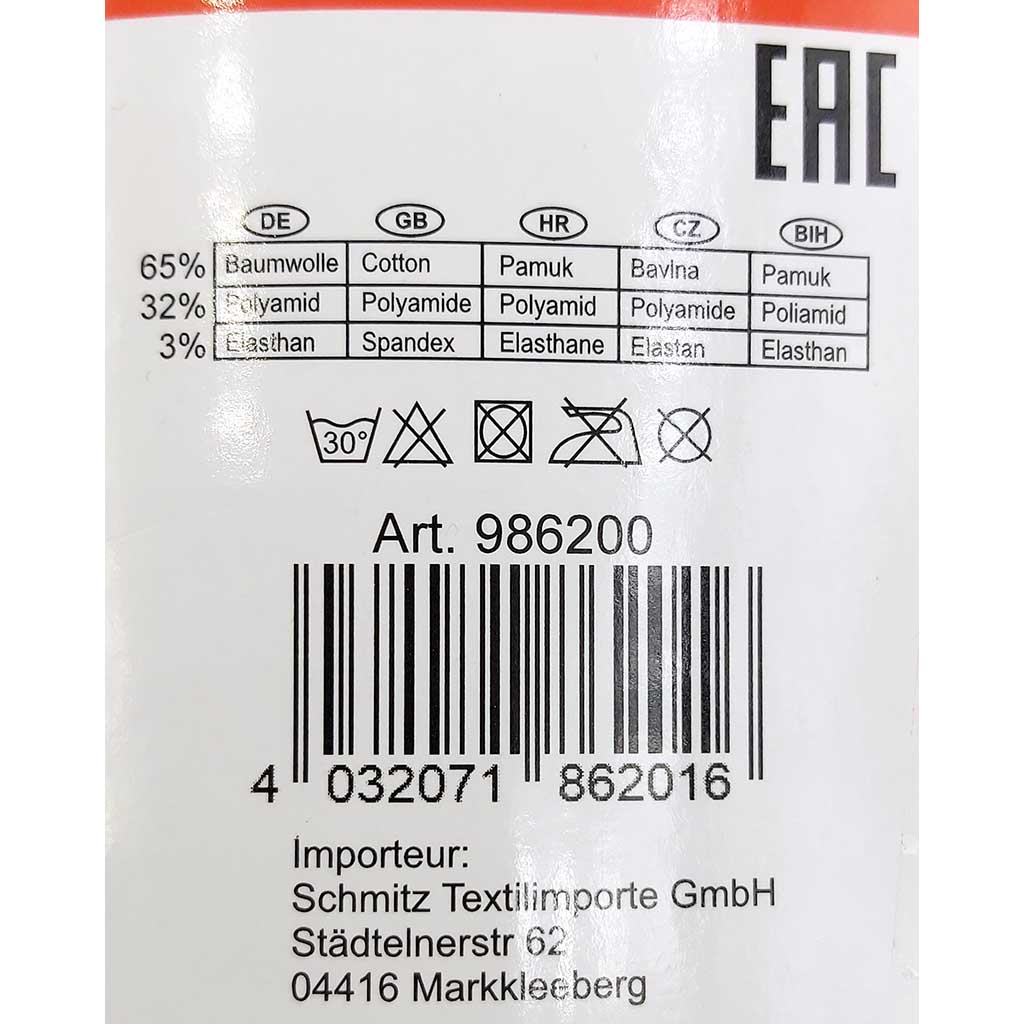 EAC
DE GB HR CZ BIH
65% Baumwolle Cotton Pamuk Bavlna Pamuk
32% Polyamid Polyamide Polyamid Polyamide Poliamid
3% Elasthan Spandex Elasthane Elastan Elasthan
30°
Art. 986200
4 032071 862016
Importeur:
Schmitz Textilimporte GmbH
Städtelnerstr 62
04416 Markkleeberg